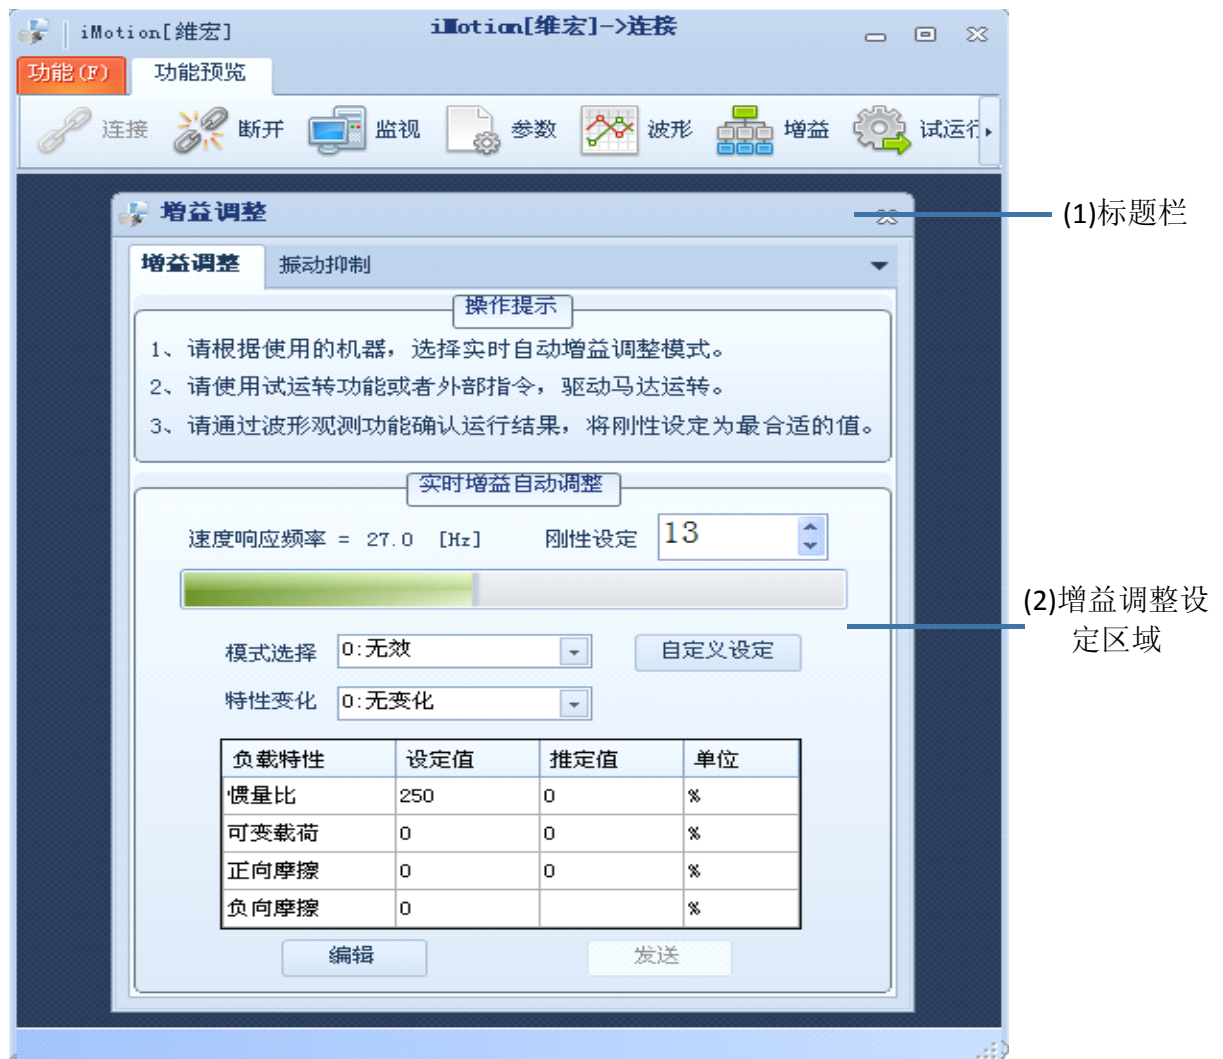 iMotion[維宏]
iMotion[维宏]->连接
功能(F) 功能预览
连接 断开 监视 参数 波形 增益 试运行
增益调整
(1)标题栏
增益调整 振动抑制
操作提示
1、请根据使用的机器，选择实时自动增益调整模式。
2、请使用试运转功能或者外部指令，驱动马达运转。
3、请通过波形观测功能确认运行结果，将刚性设定为最合适的值。
实时增益自动调整
速度响应频率 = 27.0 [Hz] 刚性设定 13
(2)增益调整设
定区域
模式选择 0:无效 自定义设定
特性变化 0:无变化
负载特性 设定值 推定值 单位
惯量比 250 0 %
可变载荷 0 0 %
正向摩擦 0 0 %
负向摩擦 0 %
编辑 发送